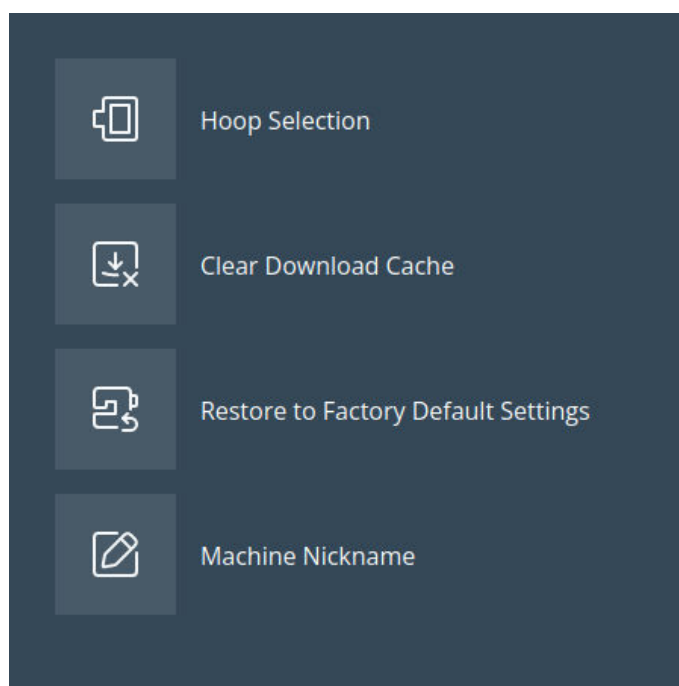 Hoop Selection
Clear Download Cache
Restore to Factory Default Settings
Machine Nickname